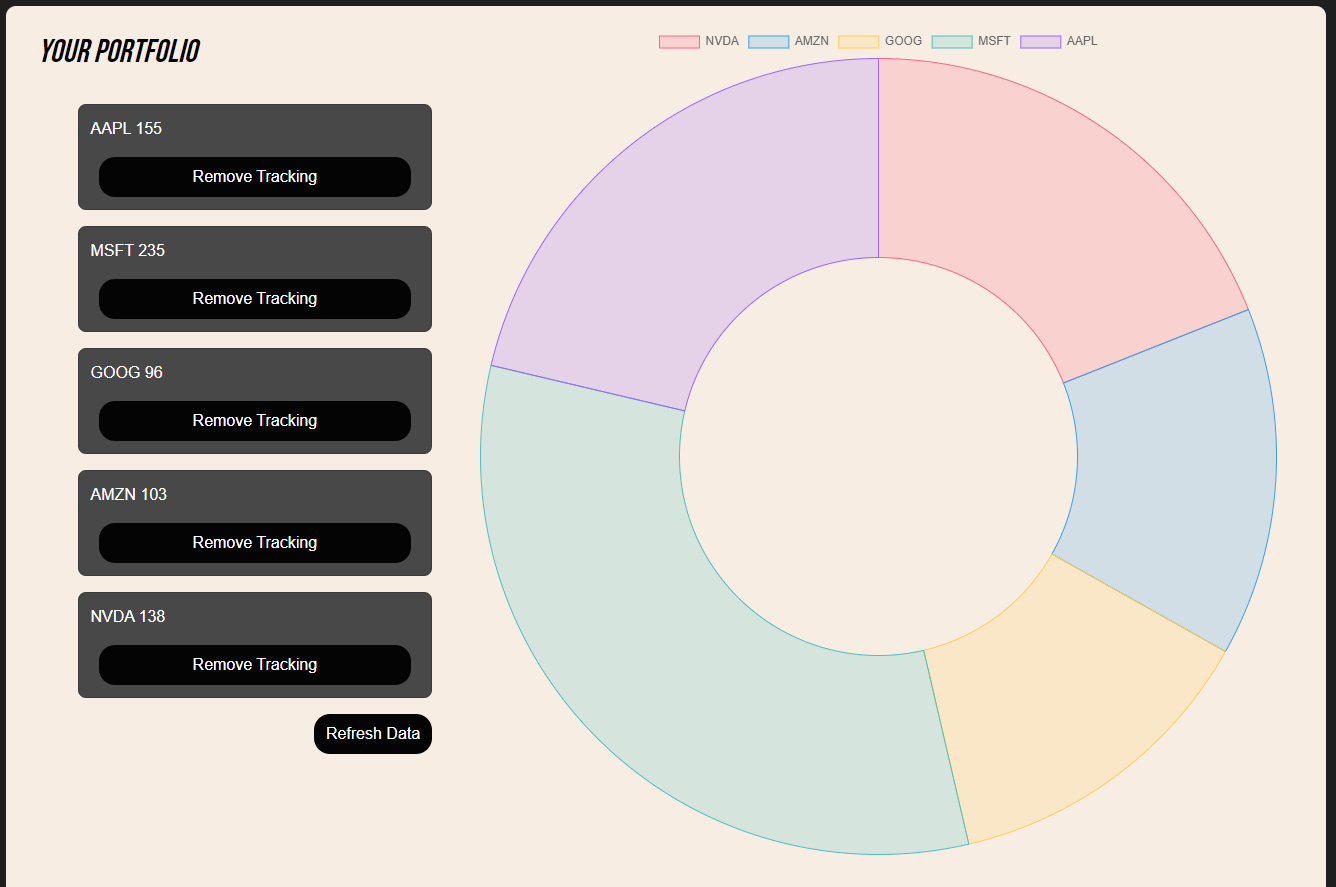 YOUR PORTFOLIO
NVDA AMZN GOOG MSFT AAPL
AAPL 155
Remove Tracking
MSFT 235
Remove Tracking
GOOG 96
Remove Tracking
AMZN 103
Remove Tracking
NVDA 138
Remove Tracking
Refresh Data